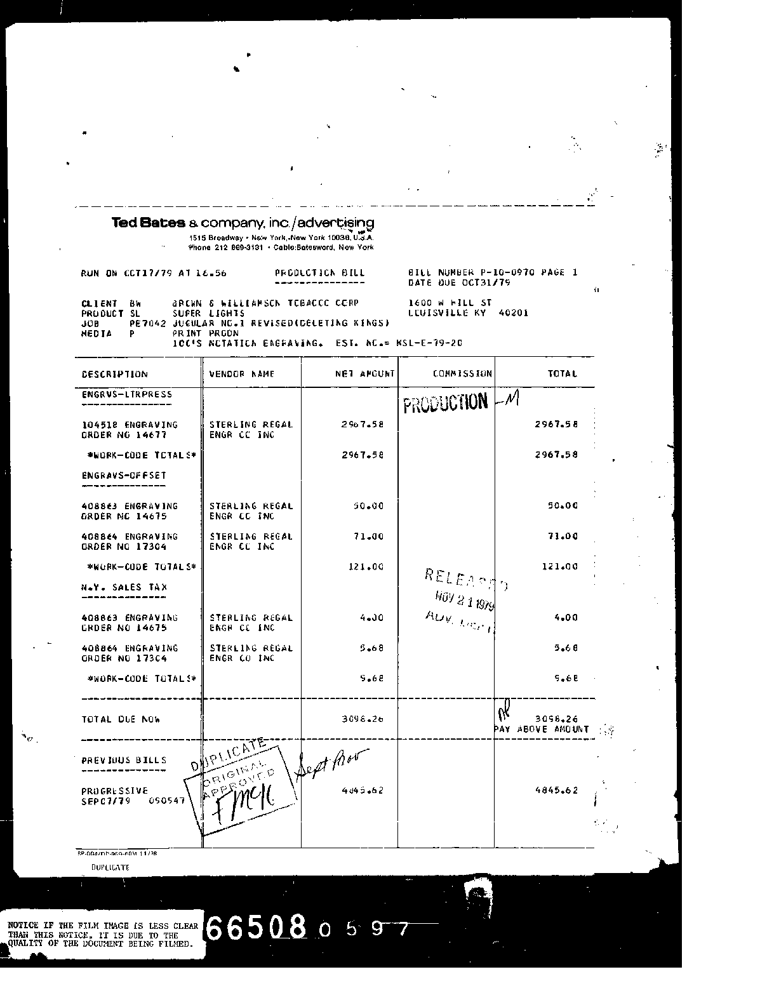 Ted Bates & company, inc./advertising
1515 Broadway • New York, New York 10036, U.S.A.
Phone 212 869-3131 • Cable: Batesword, New York
RUN ON OCT17/79 AT 16.56 PRODUCTION BILL BILL NUMBER P-10-0970 PAGE 1
DATE DUE OCT31/79
CLIENT BW BROWN & WILLIAMSON TOBACCO CORP 1600 W HILL ST
PRODUCT SL SUPER LIGHTS LOUISVILLE KY 40201
JOB PE7042 JUGULAR NO.1 REVISED(DELETING KINGS)
MEDIA P PRINT PRODN
100'S NOTATION ENGRAVING. EST. NO.= NSL-E-79-20
DESCRIPTION VENDOR NAME NET AMOUNT COMMISSION TOTAL
ENGRVS-LTRPRESS
PRODUCTION -M
104518 ENGRAVING STERLING REGAL 2967.58 2967.58
ORDER NO 14677 ENGR CO INC
*WORK-CODE TOTALS* 2967.58 2967.58
ENGRAVS-OFFSET
408863 ENGRAVING STERLING REGAL 50.00 50.00
ORDER NO 14675 ENGR CO INC
408864 ENGRAVING STERLING REGAL 71.00 71.00
ORDER NO 17304 ENGR CO INC
*WORK-CODE TOTALS* 121.00 121.00
RELEASED
N.Y. SALES TAX
NOV 21 1979
ADV.
408863 ENGRAVING STERLING REGAL 4.00 4.00
ORDER NO 14675 ENGR CO INC
408864 ENGRAVING STERLING REGAL 5.68 5.68
ORDER NO 17304 ENGR CO INC
*WORK-CODE TOTALS* 9.68 9.68
TOTAL DUE NOW 3098.26 3098.26
PAY ABOVE AMOUNT
DUPLICATE
PREVIOUS BILLS
ORIGINAL
APPROVED
PROGRESSIVE 4845.62 4845.62
SEP07/79 090547
DUPLICATE
NOTICE IF THE FILM IMAGE IS LESS CLEAR
THAN THIS NOTICE, IT IS DUE TO THE
QUALITY OF THE DOCUMENT BEING FILMED.
66508 0597